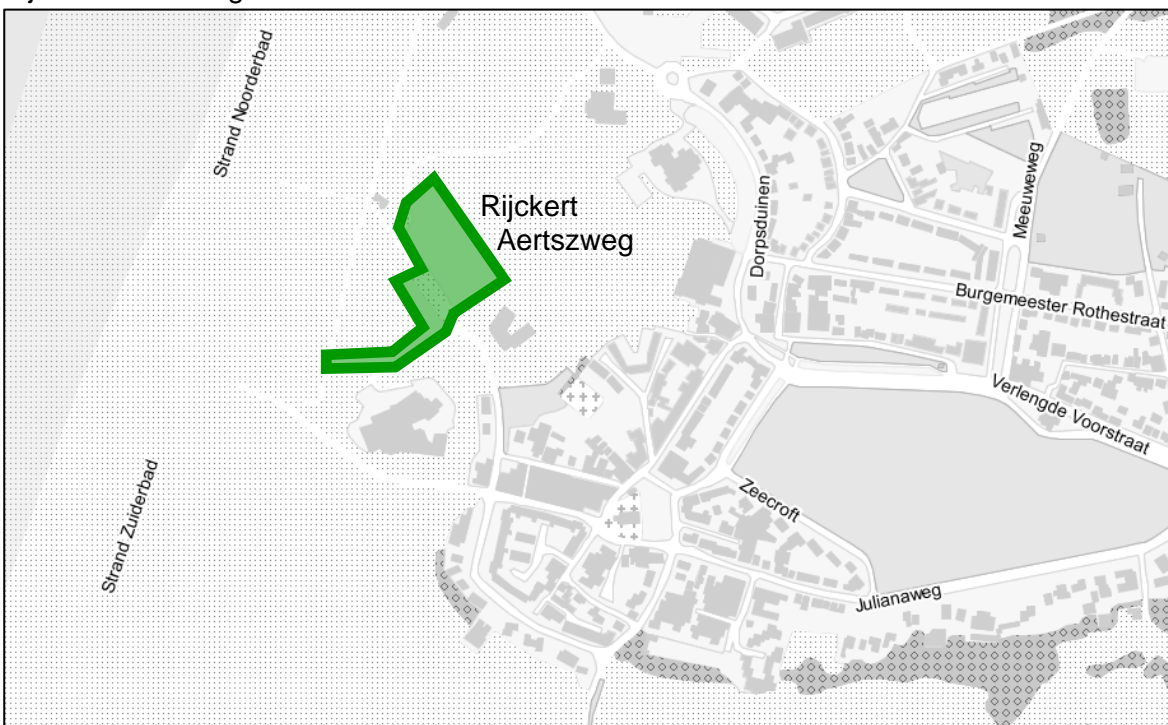 Strand Noorderbad
Rijckert
Aertszweg
Dorpsduinen
Meeuweweg
Burgemeester Rothestraat
Verlengde Voorstraat
Strand Zuiderbad
Zeecroft
Julianaweg